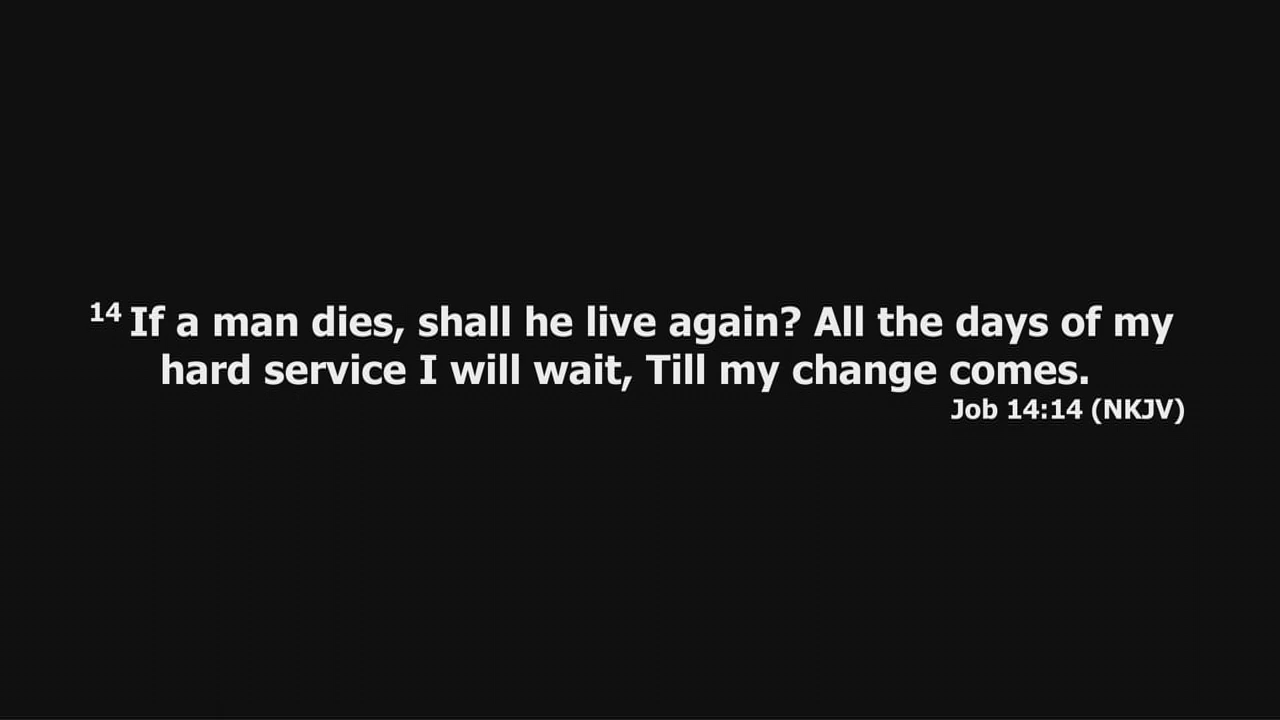 14 If a man dies, shall he live again? All the days of my
hard service I will wait, Till my change comes.
Job 14:14 (NKJV)